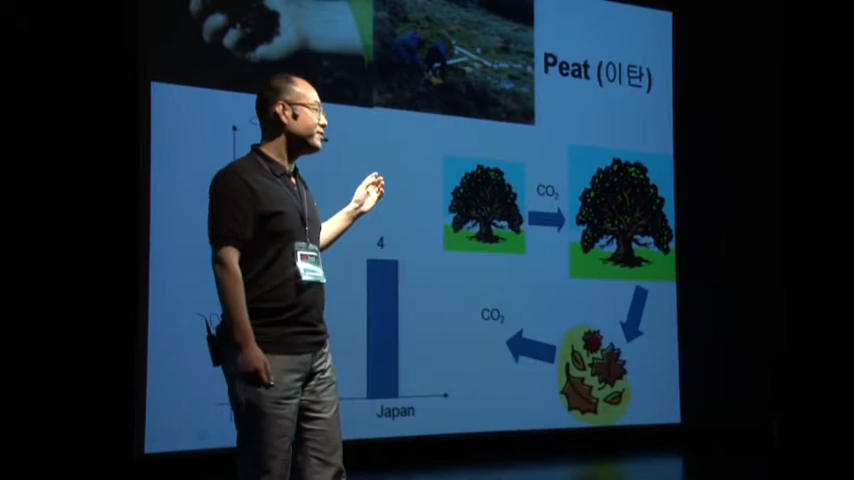 Peat (이탄)
CO₂
4
CO₂
Japan